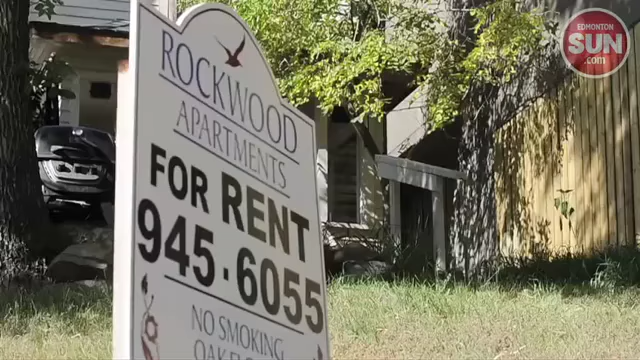 EDMONTON
SUN
.com
ROCKWOOD
APARTMENTS
FOR RENT
945-6055
NO SMOKING